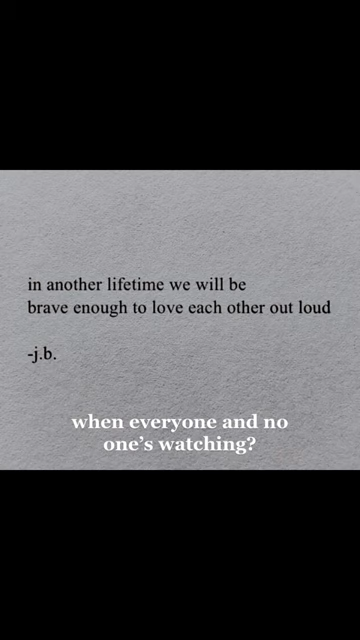 in another lifetime we will be
brave enough to love each other out loud
-j.b.
when everyone and no
one’s watching?